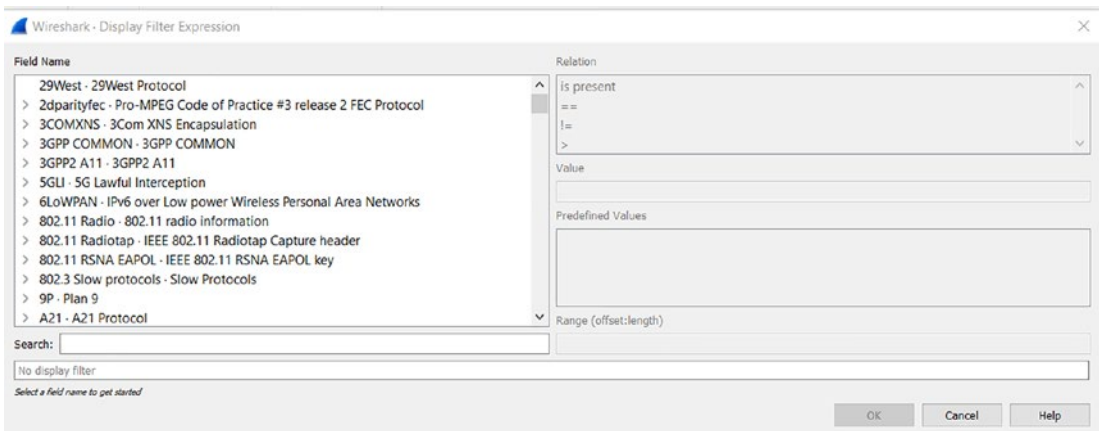 Wireshark · Display Filter Expression
Field Name
29West · 29West Protocol
2dparityfec · Pro-MPEG Code of Practice #3 release 2 FEC Protocol
3COMXNS · 3Com XNS Encapsulation
3GPP COMMON · 3GPP COMMON
3GPP2 A11 · 3GPP2 A11
5GLI · 5G Lawful Interception
6LoWPAN · IPv6 over Low power Wireless Personal Area Networks
802.11 Radio · 802.11 radio information
802.11 Radiotap · IEEE 802.11 Radiotap Capture header
802.11 RSNA EAPOL · IEEE 802.11 RSNA EAPOL key
802.3 Slow protocols · Slow Protocols
9P · Plan 9
A21 · A21 Protocol
Search:
No display filter
Select a field name to get started
Relation
is present
==
!=
>
Value
Predefined Values
Range (offset:length)
OK
Cancel
Help